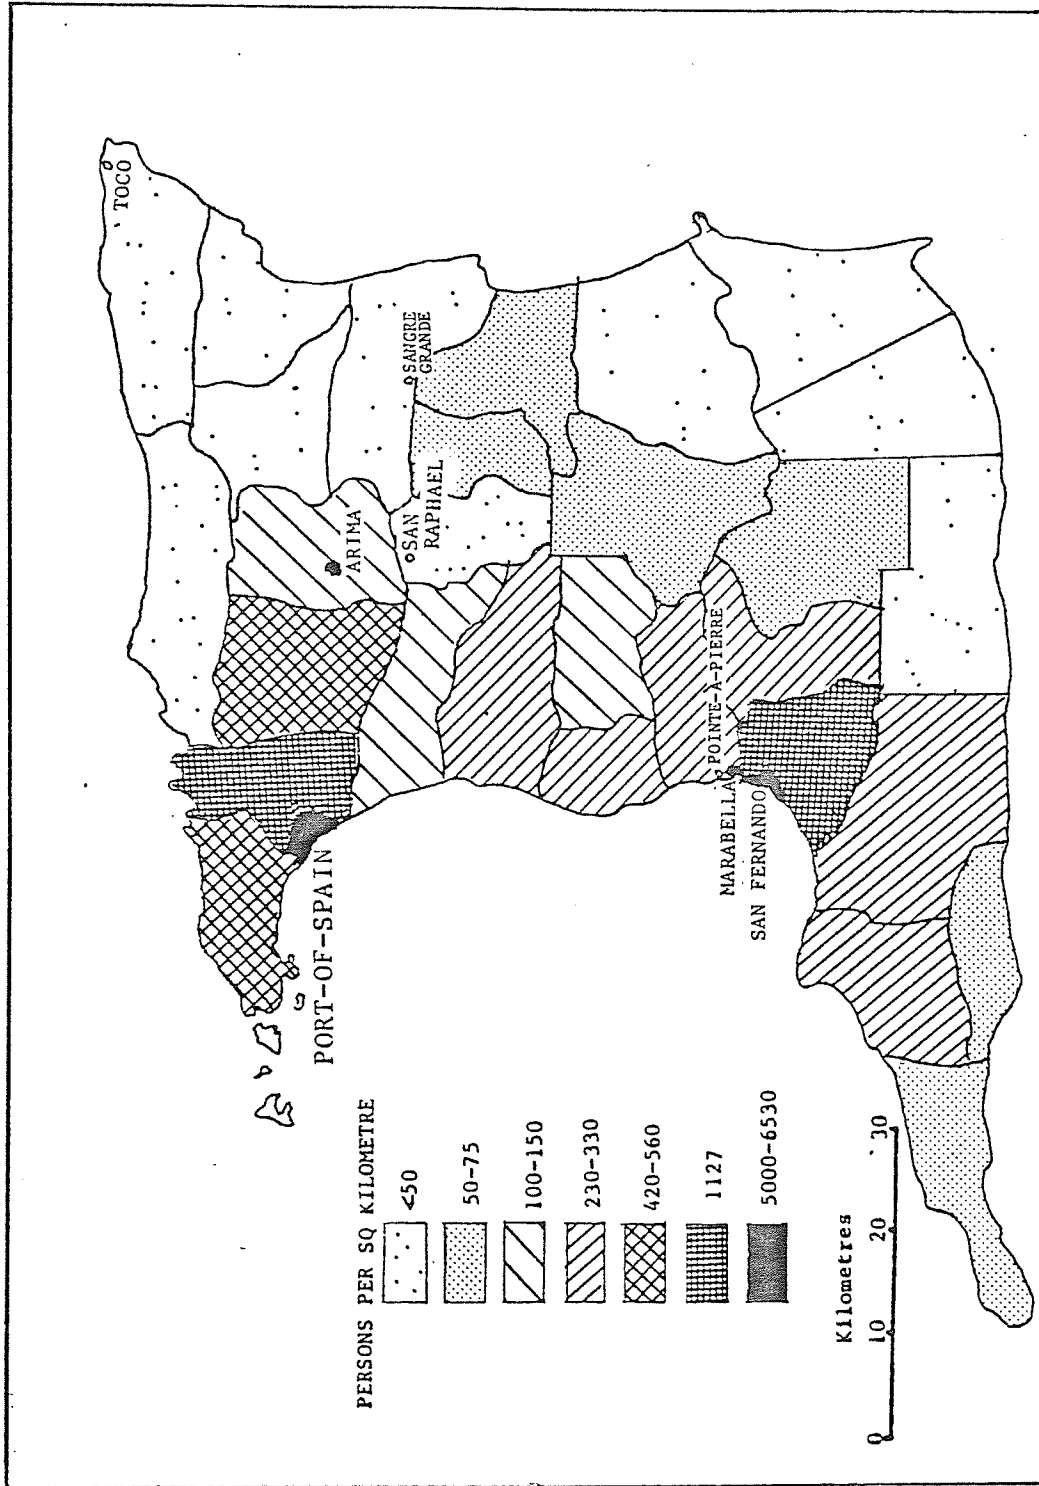 TOCO
SANGRE
GRANDE
ARIMA
SAN
RAPHAEL
PORT-OF-SPAIN
POINTE-À-PIERRE
MARABELLA
SAN FERNANDO
PERSONS PER SQ KILOMETRE
<50
50-75
100-150
230-330
420-560
1127
5000-6530
Kilometres
0 10 20 30